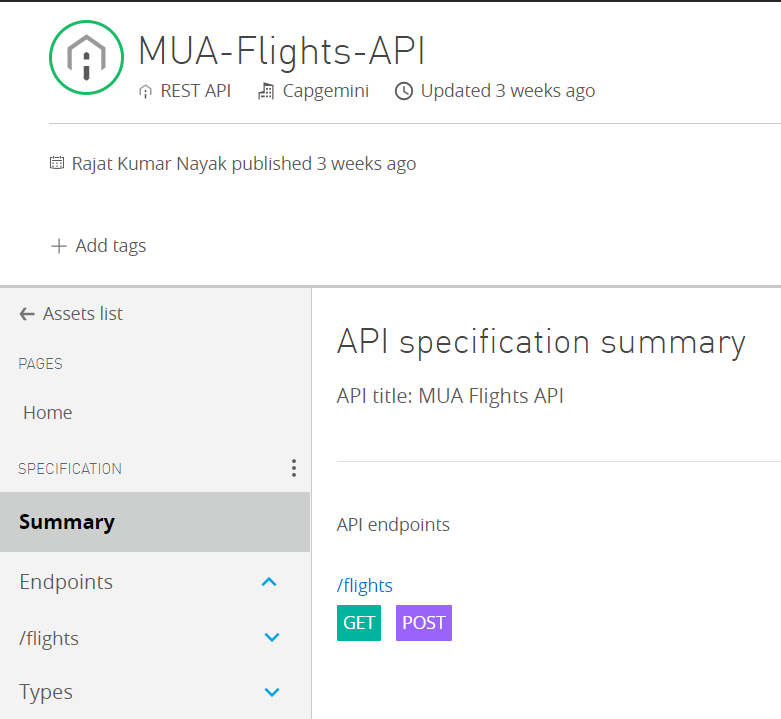 MUA-Flights-API
REST API Capgemini Updated 3 weeks ago
Rajat Kumar Nayak published 3 weeks ago
Add tags
Assets list
PAGES
Home
SPECIFICATION
Summary
Endpoints
/flights
Types
API specification summary
API title: MUA Flights API
API endpoints
/flights
GET POST